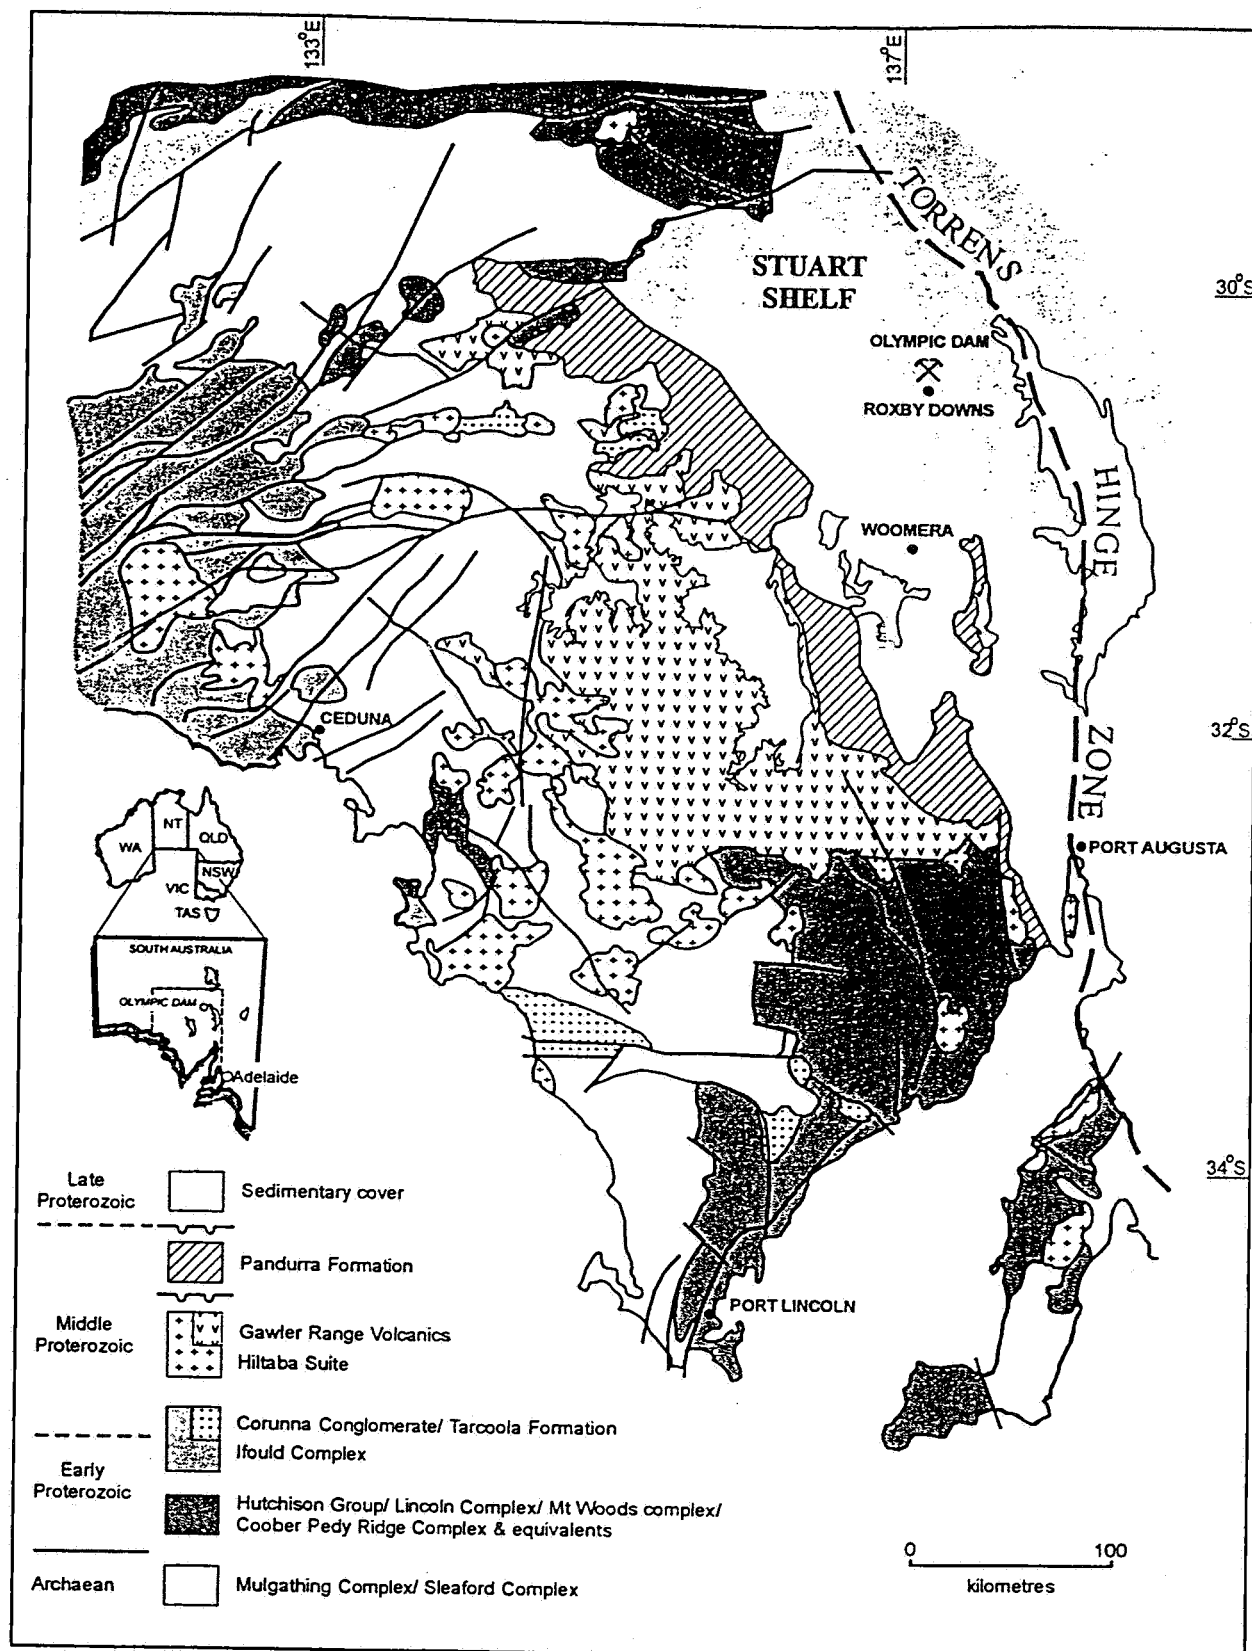 133°E
137°E
TORRENS
STUART
SHELF
30°S
OLYMPIC DAM
ROXBY DOWNS
HINGE
WOOMERA
CEDUNA
32°S
ZONE
NT
QLD
WA
PORT AUGUSTA
NSW
VIC
TAS
SOUTH AUSTRALIA
OLYMPIC DAM
Adelaide
34°S
Late
Proterozoic
Sedimentary cover
Pandurra Formation
PORT LINCOLN
Middle
Proterozoic
Gawler Range Volcanics
Hiltaba Suite
Corunna Conglomerate/ Tarcoola Formation
Ifould Complex
Early
Proterozoic
Hutchison Group/ Lincoln Complex/ Mt Woods complex/
Coober Pedy Ridge Complex & equivalents
0 100
kilometres
Archaean
Mulgathing Complex/ Sleaford Complex